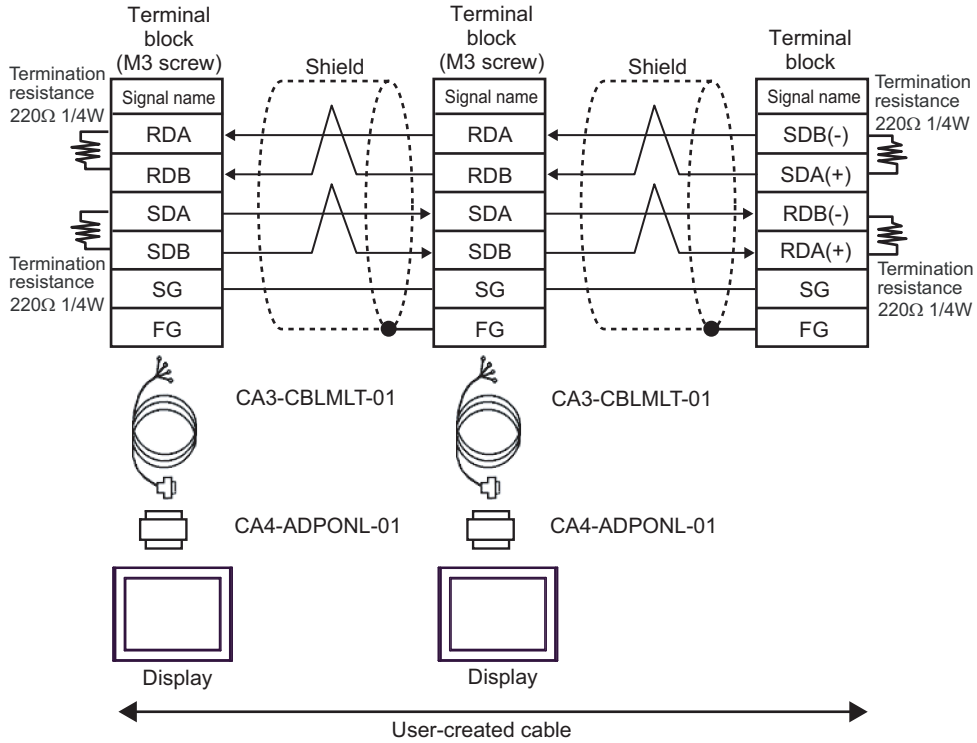 Terminal
block
(M3 screw)
Terminal
block
(M3 screw)
Terminal
block
Termination
resistance
220Ω 1/4W
Shield
Shield
Termination
resistance
220Ω 1/4W
Signal name
Signal name
Signal name
RDA
RDA
SDB(-)
RDB
RDB
SDA(+)
SDA
SDA
RDB(-)
SDB
SDB
RDA(+)
Termination
resistance
220Ω 1/4W
SG
SG
SG
Termination
resistance
220Ω 1/4W
FG
FG
FG
CA3-CBLMLT-01
CA3-CBLMLT-01
CA4-ADPONL-01
CA4-ADPONL-01
Display
Display
User-created cable